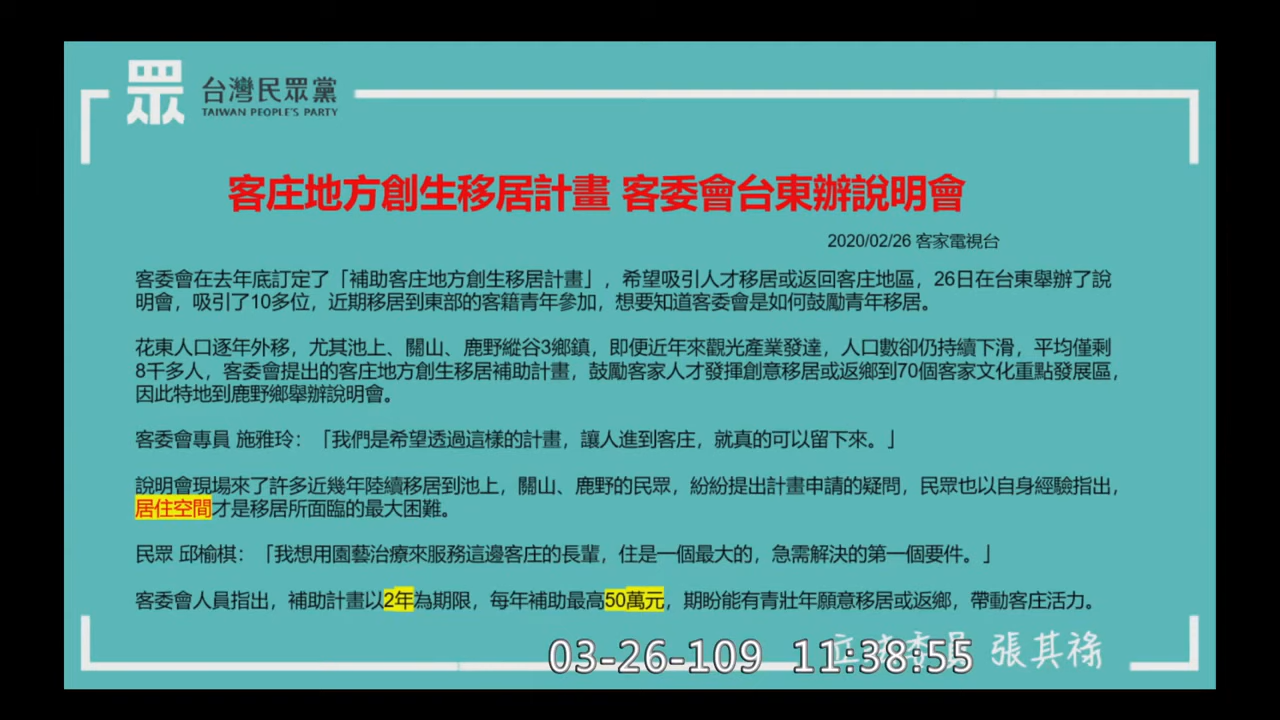 眾 台灣民眾黨
TAIWAN PEOPLE'S PARTY
客庄地方創生移居計畫 客委會台東辦說明會
2020/02/26 客家電視台
客委會在去年底訂定了「補助客庄地方創生移居計畫」，希望吸引人才移居或返回客庄地區，26日在台東舉辦了說
明會，吸引了10多位，近期移居到東部的客籍青年參加，想要知道客委會是如何鼓勵青年移居。
花東人口逐年外移，尤其池上、關山、鹿野縱谷3鄉鎮，即便近年來觀光產業發達，人口數卻仍持續下滑，平均僅剩
8千多人，客委會提出的客庄地方創生移居補助計畫，鼓勵客家人才發揮創意移居或返鄉到70個客家文化重點發展區，
因此特地到鹿野鄉舉辦說明會。
客委會專員 施雅玲：「我們是希望透過這樣的計畫，讓人進到客庄，就真的可以留下來。」
說明會現場來了許多近幾年陸續移居到池上，關山、鹿野的民眾，紛紛提出計畫申請的疑問，民眾也以自身經驗指出，
居住空間才是移居所面臨的最大困難。
民眾 邱榆棋：「我想用園藝治療來服務這邊客庄的長輩，住是一個最大的，急需解決的第一個要件。」
客委會人員指出，補助計畫以2年為期限，每年補助最高50萬元，期盼能有青壯年願意移居或返鄉，帶動客庄活力。
立法委員 張其祿
03-26-109 11:38:55